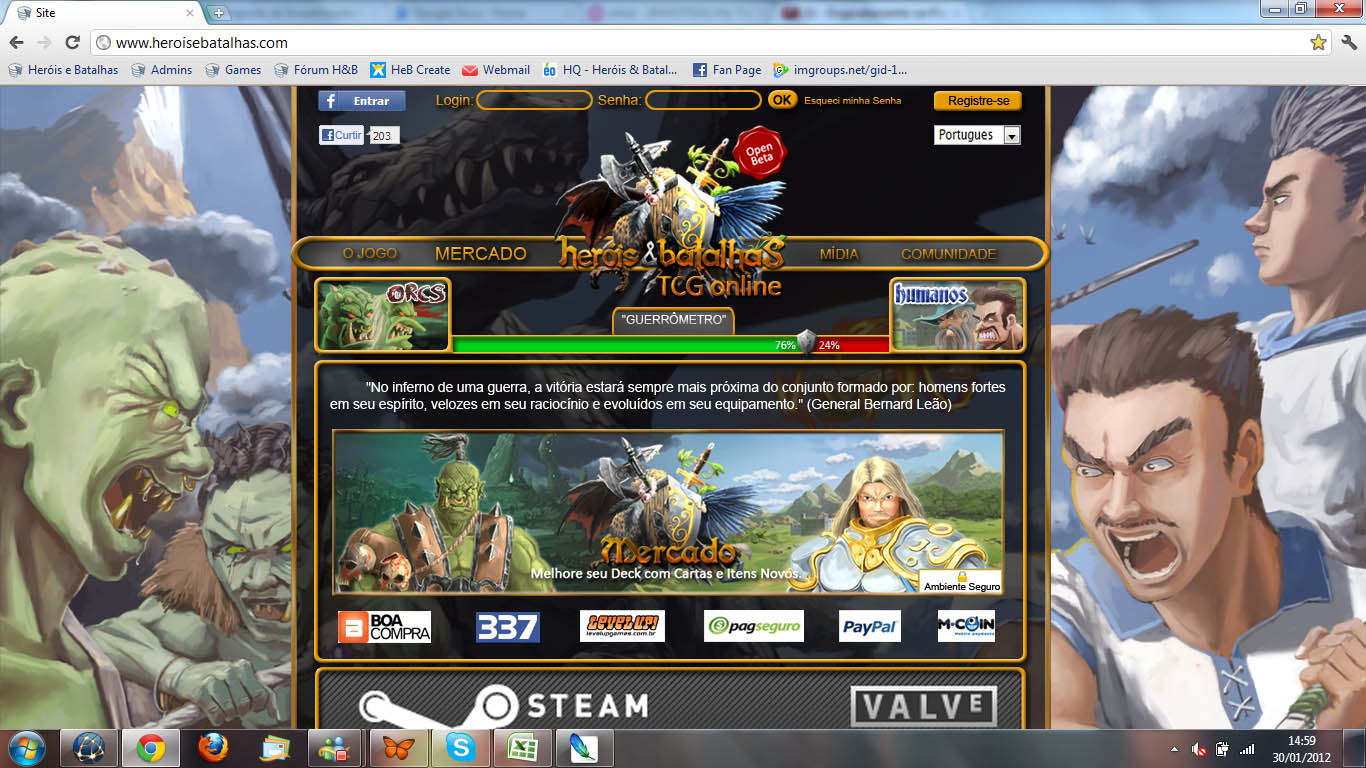 Site
www.heroisebatalhas.com
Heróis e Batalhas
Admins
Games
Fórum H&B
HeB Create
Webmail
HQ - Heróis & Batal...
Fan Page
imgroups.net/gid-1...
Entrar
Login:
Senha:
OK
Esqueci minha Senha
Registre-se
Curtir
203
Portugues
Open
Beta
O JOGO
MERCADO
heróis & batalhas
MÍDIA
COMUNIDADE
TCG online
ORCS
humanos
"GUERRÔMETRO"
76%
24%
"No inferno de uma guerra, a vitória estará sempre mais próxima do conjunto formado por: homens fortes
em seu espírito, velozes em seu raciocínio e evoluídos em seu equipamento." (General Bernard Leão)
Mercado
Melhore seu Deck com Cartas e Itens Novos.
Ambiente Seguro
BOA
COMPRA
337
LEVEL UP!
levelupgames.com.br
pagseguro
PayPal
M-COIN
Mobile payments
STEAM
VALVE
14:59
30/01/2012